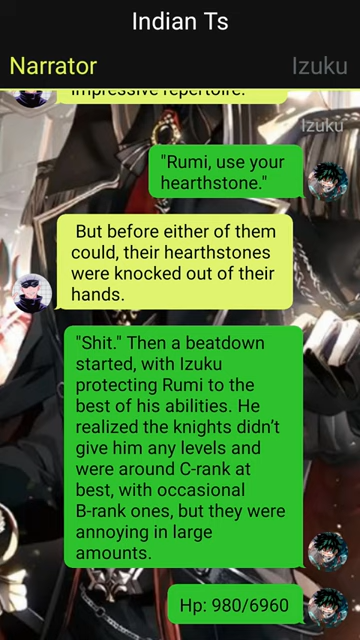 Indian Ts
Narrator
Izuku
impressive repertoire.
Izuku
"Rumi, use your
hearthstone."
But before either of them
could, their hearthstones
were knocked out of their
hands.
"Shit." Then a beatdown
started, with Izuku
protecting Rumi to the
best of his abilities. He
realized the knights didn’t
give him any levels and
were around C-rank at
best, with occasional
B-rank ones, but they were
annoying in large
amounts.
Hp: 980/6960